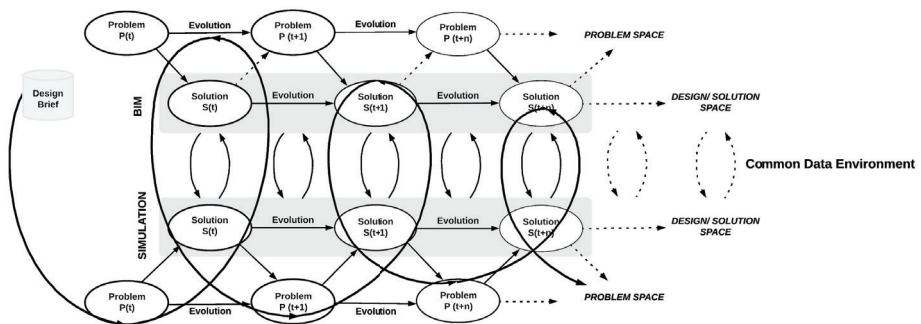 Problem
P(t)
Evolution
Problem
P (t+1)
Evolution
Problem
P (t+n)
PROBLEM SPACE
Design
Brief
BIM
Solution
S(t)
Evolution
Solution
S(t+1)
Evolution
Solution
S(t+n)
DESIGN/ SOLUTION
SPACE
Common Data Environment
SIMULATION
Solution
S(t)
Evolution
Solution
S(t+1)
Evolution
Solution
S(t+n)
DESIGN/ SOLUTION
SPACE
Problem
P(t)
Evolution
Problem
P (t+1)
Evolution
Problem
P (t+n)
PROBLEM SPACE